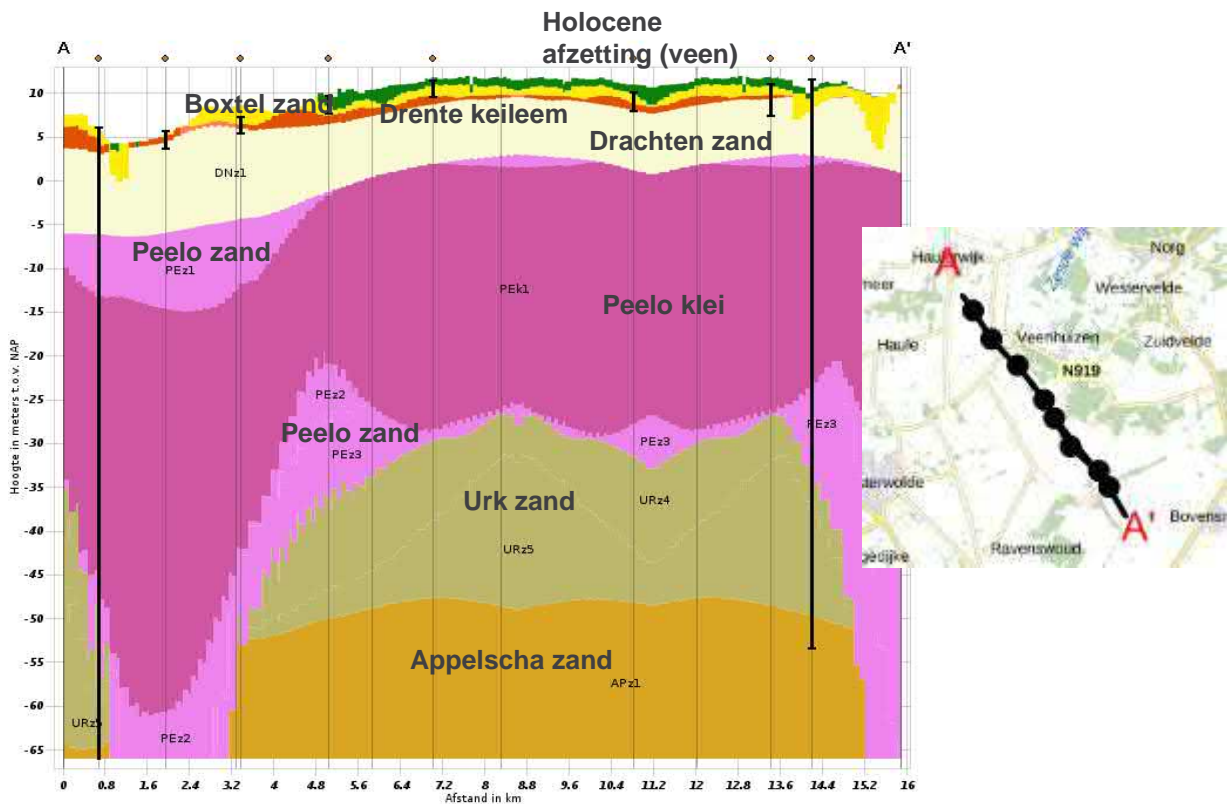 Holocene
afzetting (veen)
A
A'
Boxtel zand
Drente keileem
Drachten zand
DNz1
Peelo zand
PEz1
PEk1
Peelo klei
PEz2
Peelo zand
PEz3
PEz3
PEz3
Urk zand
URz4
URz5
Appelscha zand
APz1
URz5
PEz2
10
5
0
-5
-10
-15
-20
-25
-30
-35
-40
-45
-50
-55
-60
-65
Hoogte in meters t.o.v. NAP
0 0.8 1.6 2.4 3.2 4 4.8 5.6 6.4 7.2 8 8.8 9.6 10.4 11.2 12 12.8 13.6 14.4 15.2 16
Afstand in km
A
Norg
Westervelde
meer
Haule
Veenhuizen
Zuidvelde
N919
sterwolde
A'
Bovens
Ravenswoud
gedijke